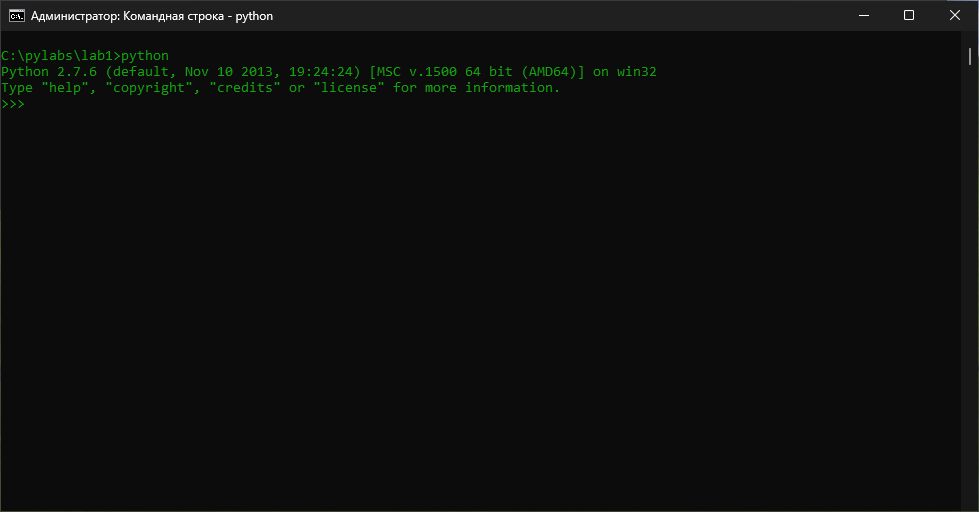 Администратор: Командная строка - python
C:\pylabs\lab1>python
Python 2.7.6 (default, Nov 10 2013, 19:24:24) [MSC v.1500 64 bit (AMD64)] on win32
Type "help", "copyright", "credits" or "license" for more information.
>>>